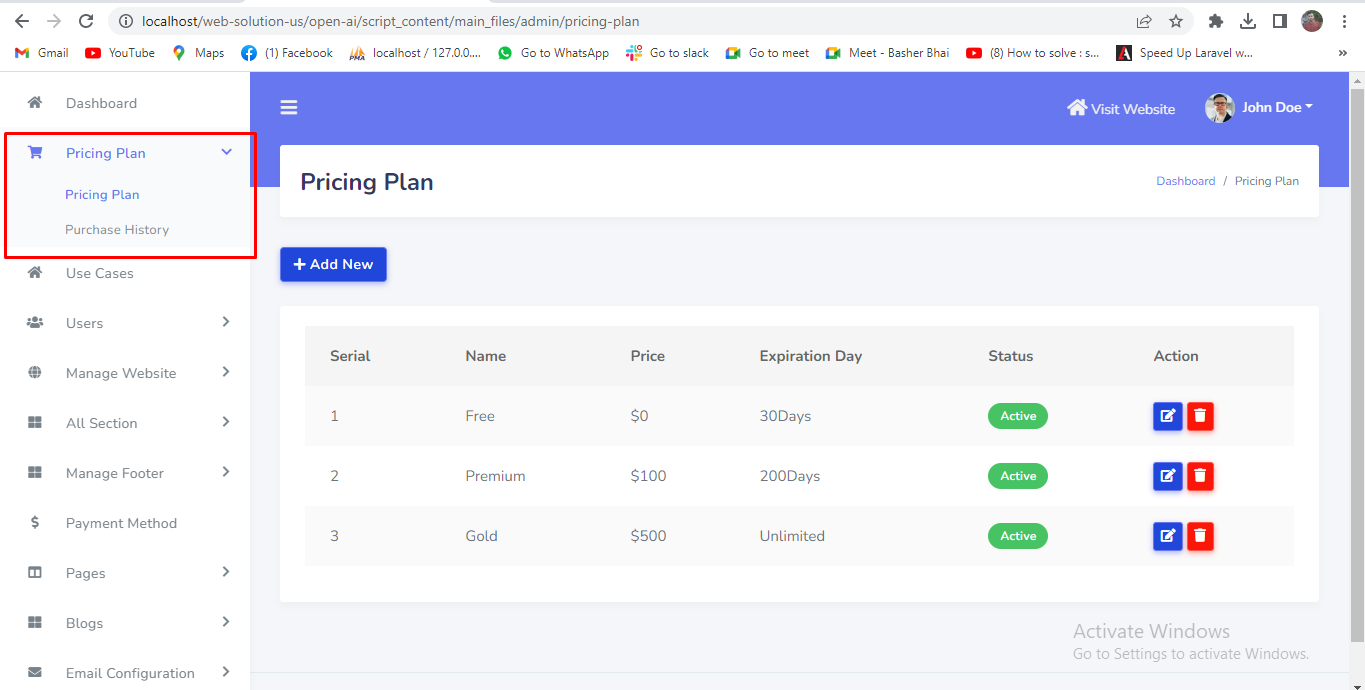 localhost/web-solution-us/open-ai/script_content/main_files/admin/pricing-plan
Gmail YouTube Maps (1) Facebook localhost / 127.0.0.... Go to WhatsApp Go to slack Go to meet Meet - Basher Bhai (8) How to solve : s... Speed Up Laravel w... »
Dashboard
Pricing Plan
Pricing Plan
Purchase History
Use Cases
Users
Manage Website
All Section
Manage Footer
Payment Method
Pages
Blogs
Email Configuration
Visit Website John Doe
Pricing Plan
Dashboard / Pricing Plan
+ Add New
Serial Name Price Expiration Day Status Action
1 Free $0 30Days Active
2 Premium $100 200Days Active
3 Gold $500 Unlimited Active
Activate Windows
Go to Settings to activate Windows.